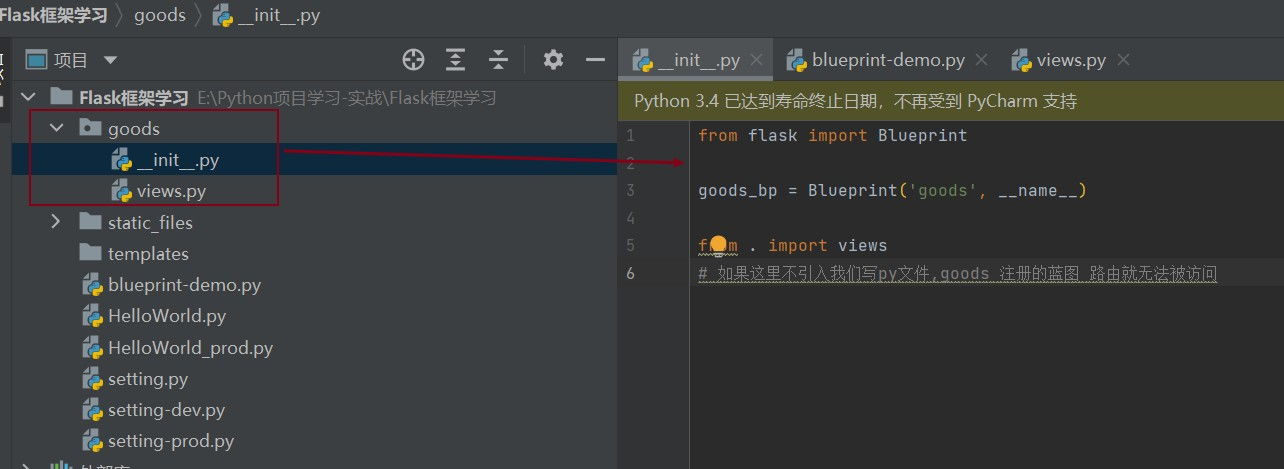 Flask框架学习 goods __init__.py
项目
__init__.py blueprint-demo.py views.py
Flask框架学习 E:\Python项目学习-实战\Flask框架学习
goods
__init__.py
views.py
static_files
templates
blueprint-demo.py
HelloWorld.py
HelloWorld_prod.py
setting.py
setting-dev.py
setting-prod.py
Python 3.4 已达到寿命终止日期，不再受到 PyCharm 支持
1 from flask import Blueprint
2
3 goods_bp = Blueprint('goods', __name__)
4
5 from . import views
6 # 如果这里不引入我们写py文件,goods 注册的蓝图 路由就无法被访问